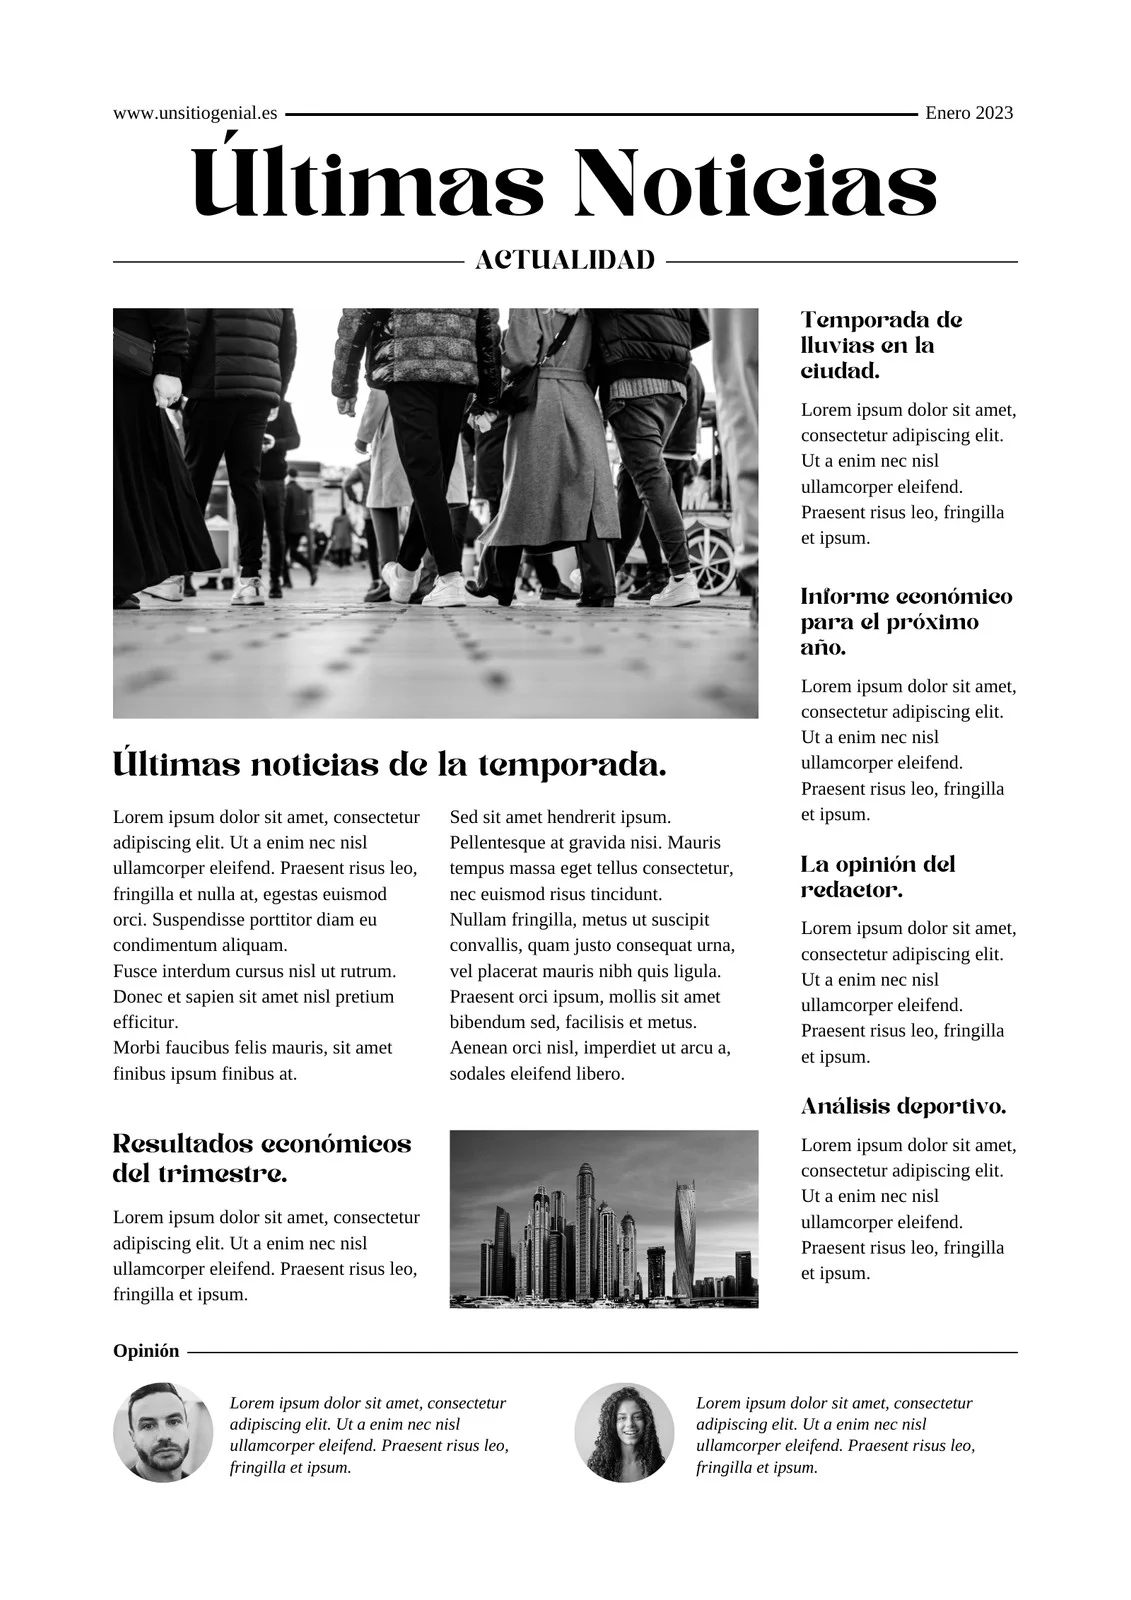 www.unsitiogenial.es
Enero 2023
Últimas Noticias
ACTUALIDAD
Últimas noticias de la temporada.
Lorem ipsum dolor sit amet, consectetur
adipiscing elit. Ut a enim nec nisl
ullamcorper eleifend. Praesent risus leo,
fringilla et nulla at, egestas euismod
orci. Suspendisse porttitor diam eu
condimentum aliquam.
Fusce interdum cursus nisl ut rutrum.
Donec et sapien sit amet nisl pretium
efficitur.
Morbi faucibus felis mauris, sit amet
finibus ipsum finibus at.
Sed sit amet hendrerit ipsum.
Pellentesque at gravida nisi. Mauris
tempus massa eget tellus consectetur,
nec euismod risus tincidunt.
Nullam fringilla, metus ut suscipit
convallis, quam justo consequat urna,
vel placerat mauris nibh quis ligula.
Praesent orci ipsum, mollis sit amet
bibendum sed, facilisis et metus.
Aenean orci nisl, imperdiet ut arcu a,
sodales eleifend libero.
Resultados económicos
del trimestre.
Lorem ipsum dolor sit amet, consectetur
adipiscing elit. Ut a enim nec nisl
ullamcorper eleifend. Praesent risus leo,
fringilla et ipsum.
Temporada de
lluvias en la
ciudad.
Lorem ipsum dolor sit amet,
consectetur adipiscing elit.
Ut a enim nec nisl
ullamcorper eleifend.
Praesent risus leo, fringilla
et ipsum.
Informe económico
para el próximo
año.
Lorem ipsum dolor sit amet,
consectetur adipiscing elit.
Ut a enim nec nisl
ullamcorper eleifend.
Praesent risus leo, fringilla
et ipsum.
La opinión del
redactor.
Lorem ipsum dolor sit amet,
consectetur adipiscing elit.
Ut a enim nec nisl
ullamcorper eleifend.
Praesent risus leo, fringilla
et ipsum.
Análisis deportivo.
Lorem ipsum dolor sit amet,
consectetur adipiscing elit.
Ut a enim nec nisl
ullamcorper eleifend.
Praesent risus leo, fringilla
et ipsum.
Opinión
Lorem ipsum dolor sit amet, consectetur
adipiscing elit. Ut a enim nec nisl
ullamcorper eleifend. Praesent risus leo,
fringilla et ipsum.
Lorem ipsum dolor sit amet, consectetur
adipiscing elit. Ut a enim nec nisl
ullamcorper eleifend. Praesent risus leo,
fringilla et ipsum.